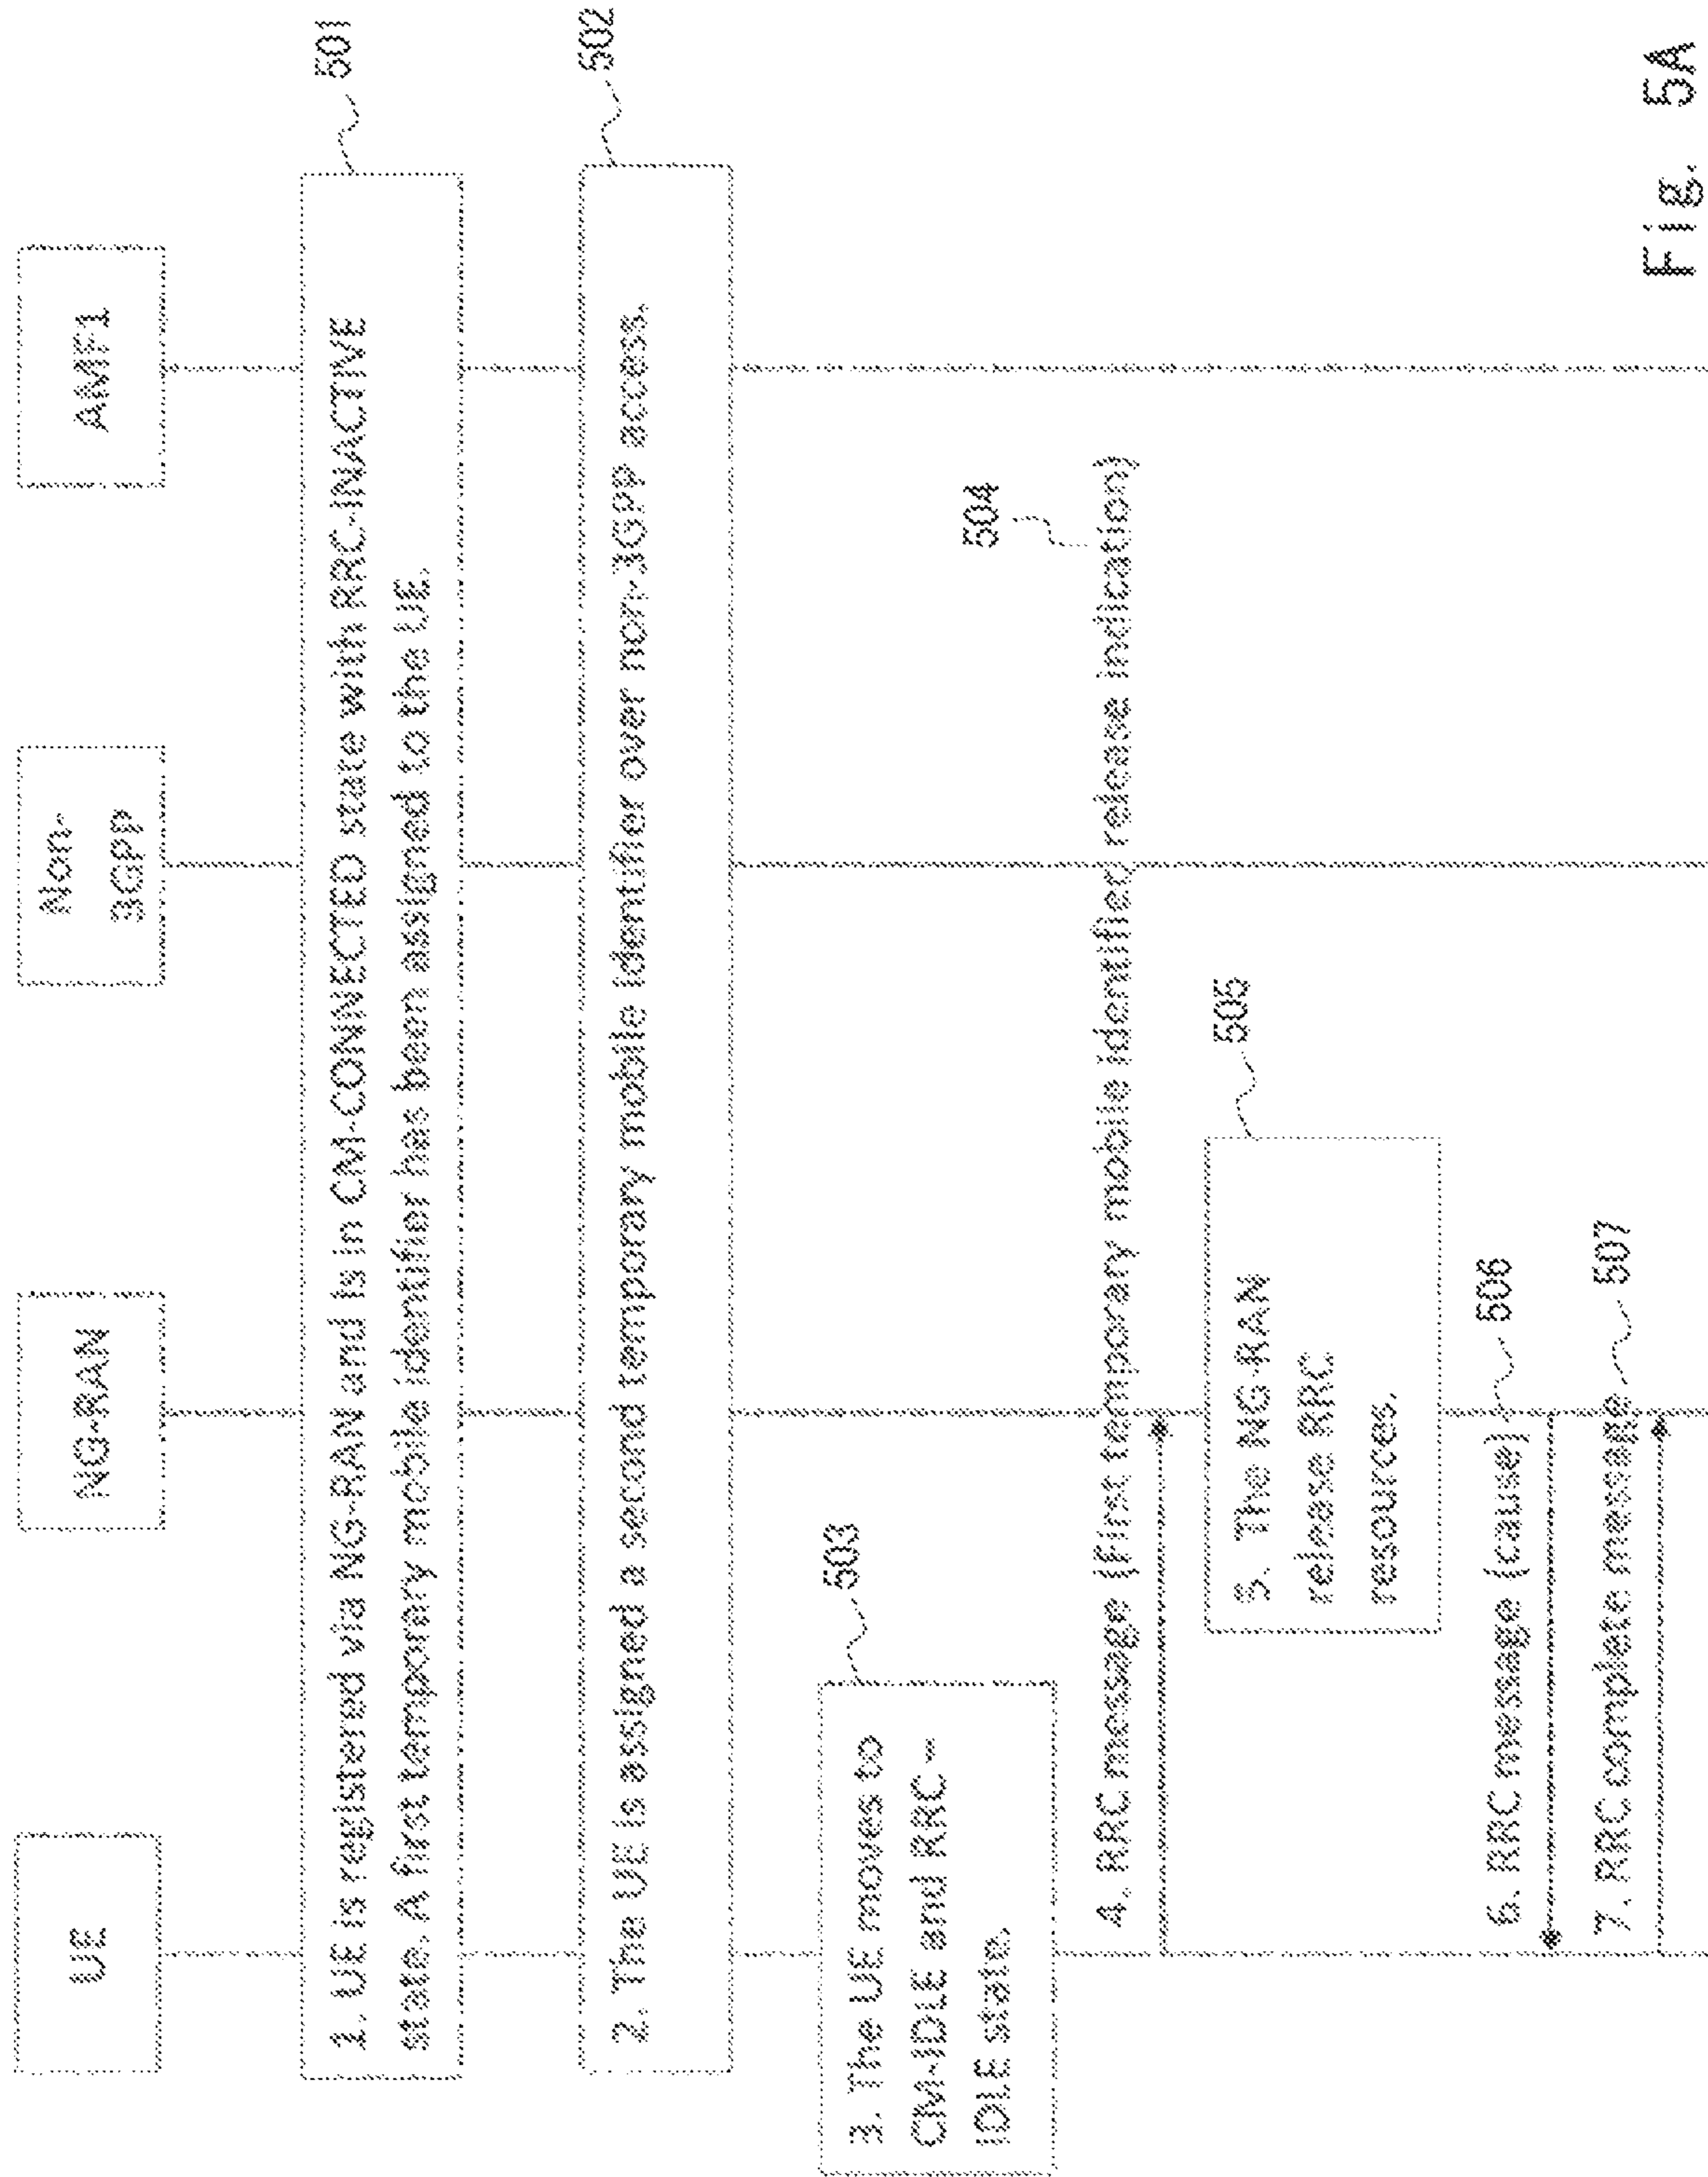 UE
NG-RAN
Non-
3GPP
AMF1
1. UE is registered via NG-RAN and is in CM-CONNECTED state with RRC-INACTIVE
state. A first temporary mobile identifier has been assigned to the UE.
501
2. The UE is assigned a second temporary mobile identifier over non-3GPP access.
502
3. The UE moves to
CM-IDLE and RRC –
IDLE state.
503
504
4. RRC message (First temporary mobile identifier, release indication)
5. The NG-RAN
release RRC
resources.
505
6. RRC message (cause)
506
7. RRC complete message
507
Fig. 5A